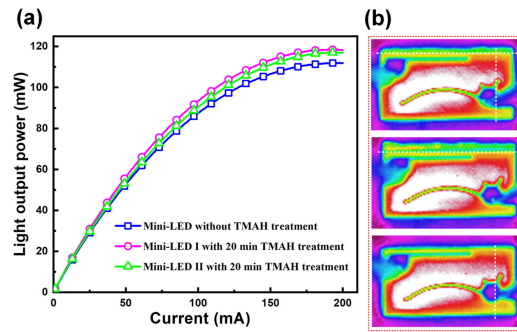 (a)
(b)
120
100
80
60
40
20
0
Light output power (mW)
Mini-LED without TMAH treatment
Mini-LED I with 20 min TMAH treatment
Mini-LED II with 20 min TMAH treatment
0 50 100 150 200
Current (mA)